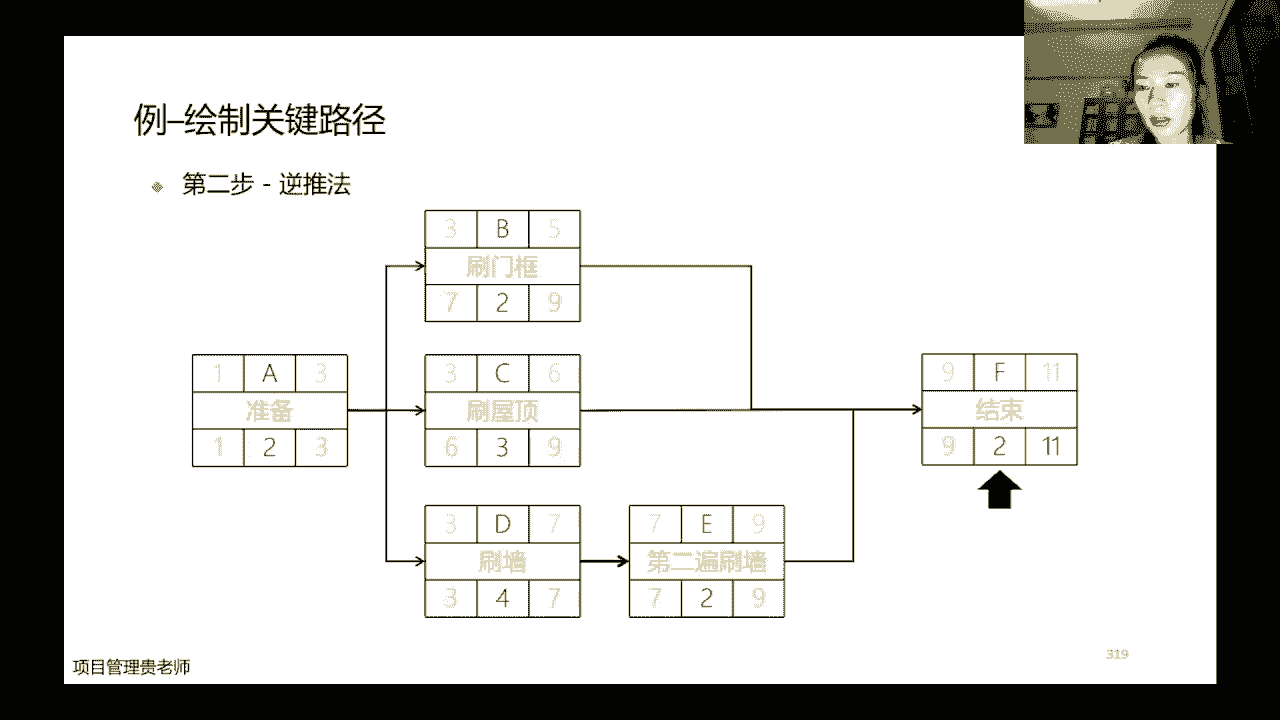 例–绘制关键路径
第二步 - 逆推法
3 B 5
刷门框
7 2 9
1 A 3
准备
1 2 3
3 C 6
刷屋顶
6 3 9
9 F 11
结束
9 2 11
3 D 7
刷墙
3 4 7
7 E 9
第二遍刷墙
7 2 9
319
项目管理贵老师